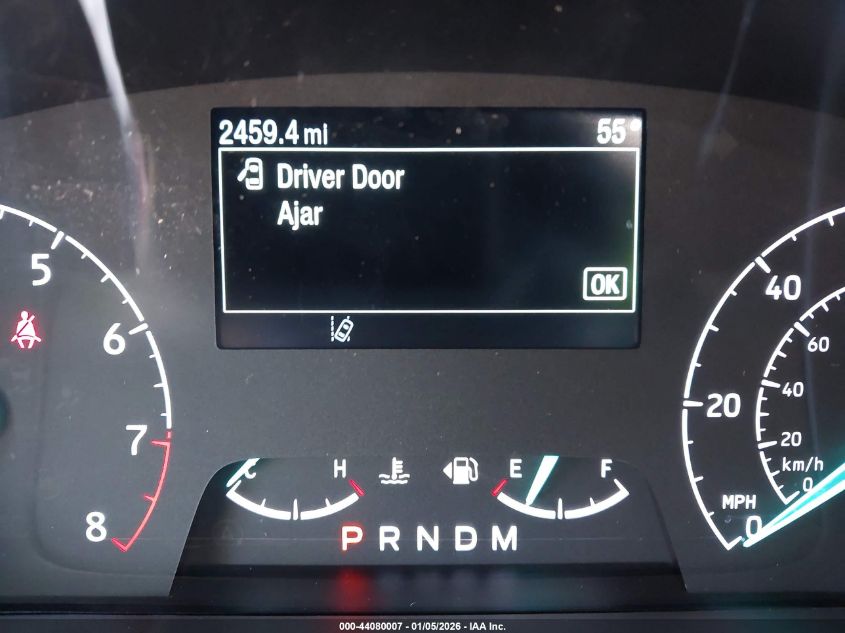 2459.4 mi 55°
Driver Door
Ajar
OK
5
6
7
8
C H
E F
P R N D M
40
20
0
MPH
60
40
20
km/h
0
000-44080007 - 01/05/2026 - IAA Inc.